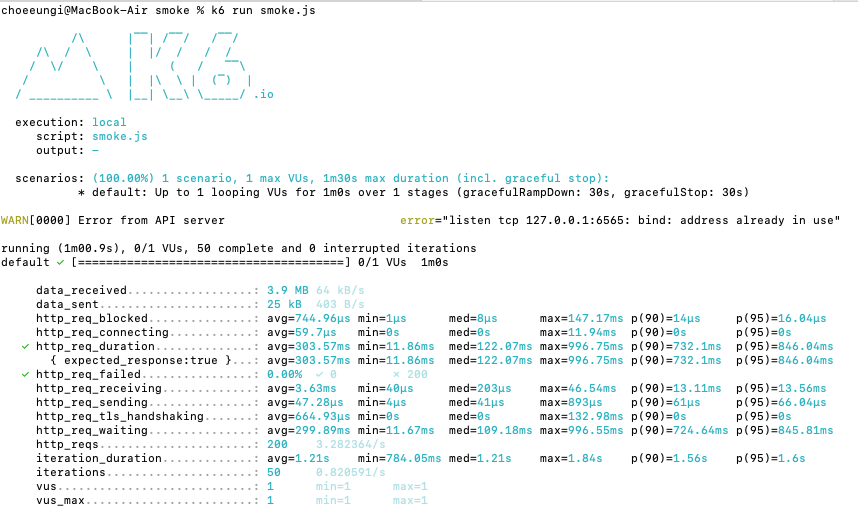 choeeungi@MacBook-Air smoke % k6 run smoke.js
K6
.io
execution: local
script: smoke.js
output: –
scenarios: (100.00%) 1 scenario, 1 max VUs, 1m30s max duration (incl. graceful stop):
* default: Up to 1 looping VUs for 1m0s over 1 stages (gracefulRampDown: 30s, gracefulStop: 30s)
WARN[0000] Error from API server error="listen tcp 127.0.0.1:6565: bind: address already in use"
running (1m00.9s), 0/1 VUs, 50 complete and 0 interrupted iterations
default ✓ [======================================] 0/1 VUs 1m0s
data_received..................: 3.9 MB 64 kB/s
data_sent......................: 25 kB 403 B/s
http_req_blocked...............: avg=744.96µs min=1µs med=8µs max=147.17ms p(90)=14µs p(95)=16.04µs
http_req_connecting............: avg=59.7µs min=0s med=0s max=11.94ms p(90)=0s p(95)=0s
✓ http_req_duration..............: avg=303.57ms min=11.86ms med=122.07ms max=996.75ms p(90)=732.1ms p(95)=846.04ms
{ expected_response:true }...: avg=303.57ms min=11.86ms med=122.07ms max=996.75ms p(90)=732.1ms p(95)=846.04ms
✓ http_req_failed................: 0.00% ✓ 0 ✗ 200
http_req_receiving.............: avg=3.63ms min=40µs med=203µs max=46.54ms p(90)=13.11ms p(95)=13.56ms
http_req_sending...............: avg=47.28µs min=4µs med=41µs max=893µs p(90)=61µs p(95)=66.04µs
http_req_tls_handshaking.......: avg=664.93µs min=0s med=0s max=132.98ms p(90)=0s p(95)=0s
http_req_waiting...............: avg=299.89ms min=11.67ms med=109.18ms max=996.55ms p(90)=724.64ms p(95)=845.81ms
http_reqs......................: 200 3.282364/s
iteration_duration.............: avg=1.21s min=784.05ms med=1.21s max=1.84s p(90)=1.56s p(95)=1.6s
iterations.....................: 50 0.820591/s
vus............................: 1 min=1 max=1
vus_max........................: 1 min=1 max=1